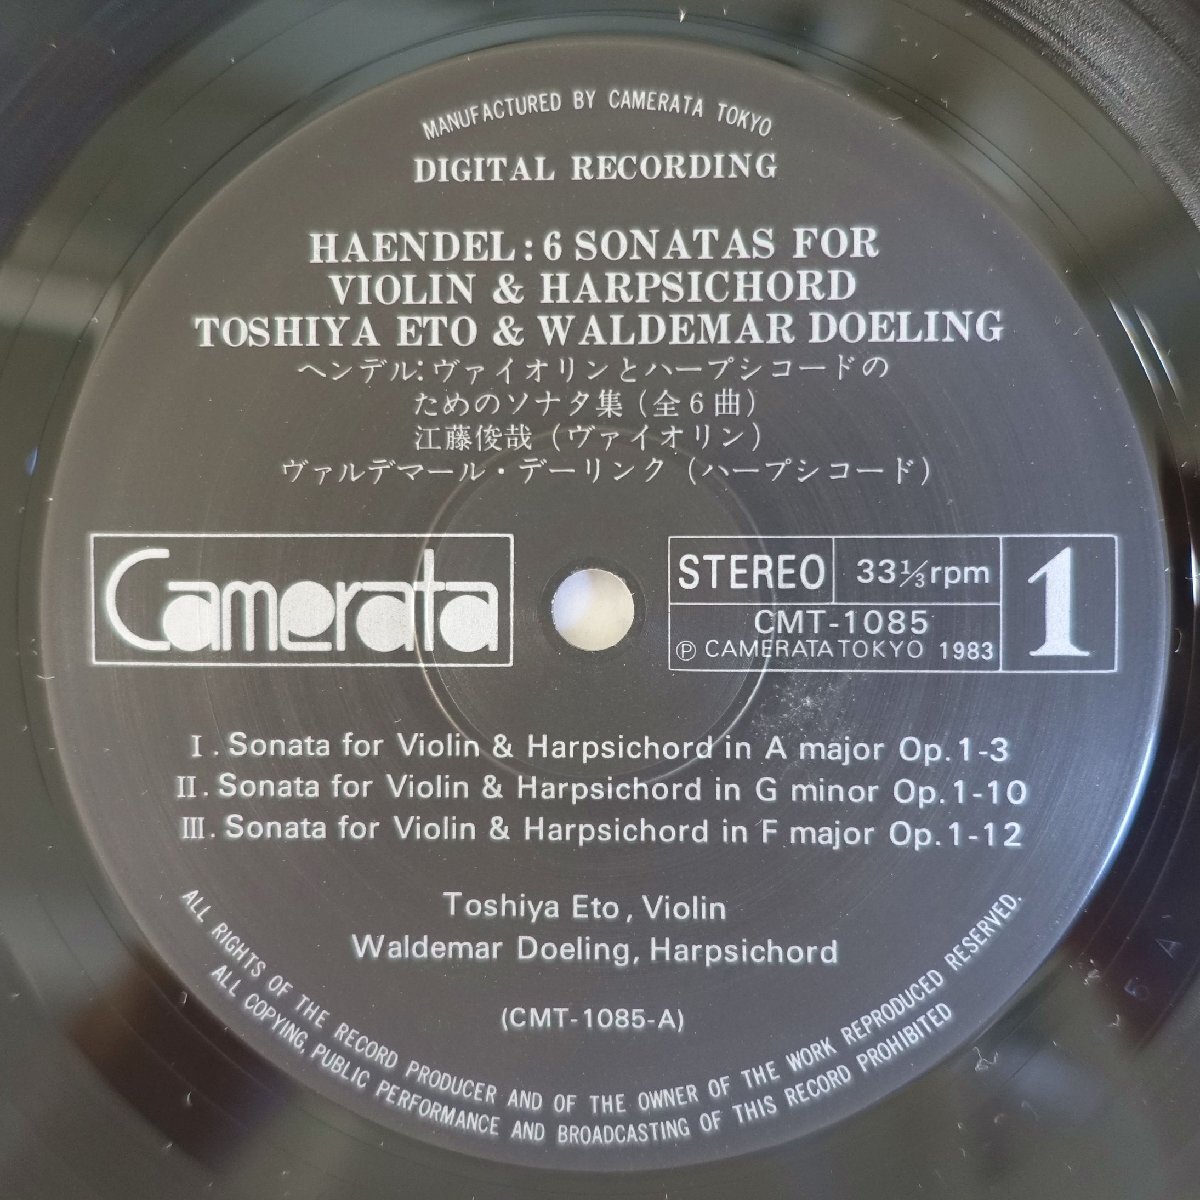 MANUFACTURED BY CAMERATA TOKYO
DIGITAL RECORDING
HAENDEL : 6 SONATAS FOR
VIOLIN & HARPSICHORD
TOSHIYA ETO & WALDEMAR DOELING
ヘンデル：ヴァイオリンとハープシコードの
ためのソナタ集（全6曲）
江藤俊哉（ヴァイオリン）
ヴァルデマール・デーリンク（ハープシコード）
Camerata
STEREO 33⅓rpm
CMT-1085
℗ CAMERATA TOKYO 1983
1
I. Sonata for Violin & Harpsichord in A major Op.1-3
II. Sonata for Violin & Harpsichord in G minor Op.1-10
III. Sonata for Violin & Harpsichord in F major Op.1-12
Toshiya Eto, Violin
Waldemar Doeling, Harpsichord
(CMT-1085-A)
ALL RIGHTS OF THE RECORD PRODUCER AND OF THE OWNER OF THE WORK REPRODUCED RESERVED.
ALL COPYING, PUBLIC PERFORMANCE AND BROADCASTING OF THIS RECORD PROHIBITED